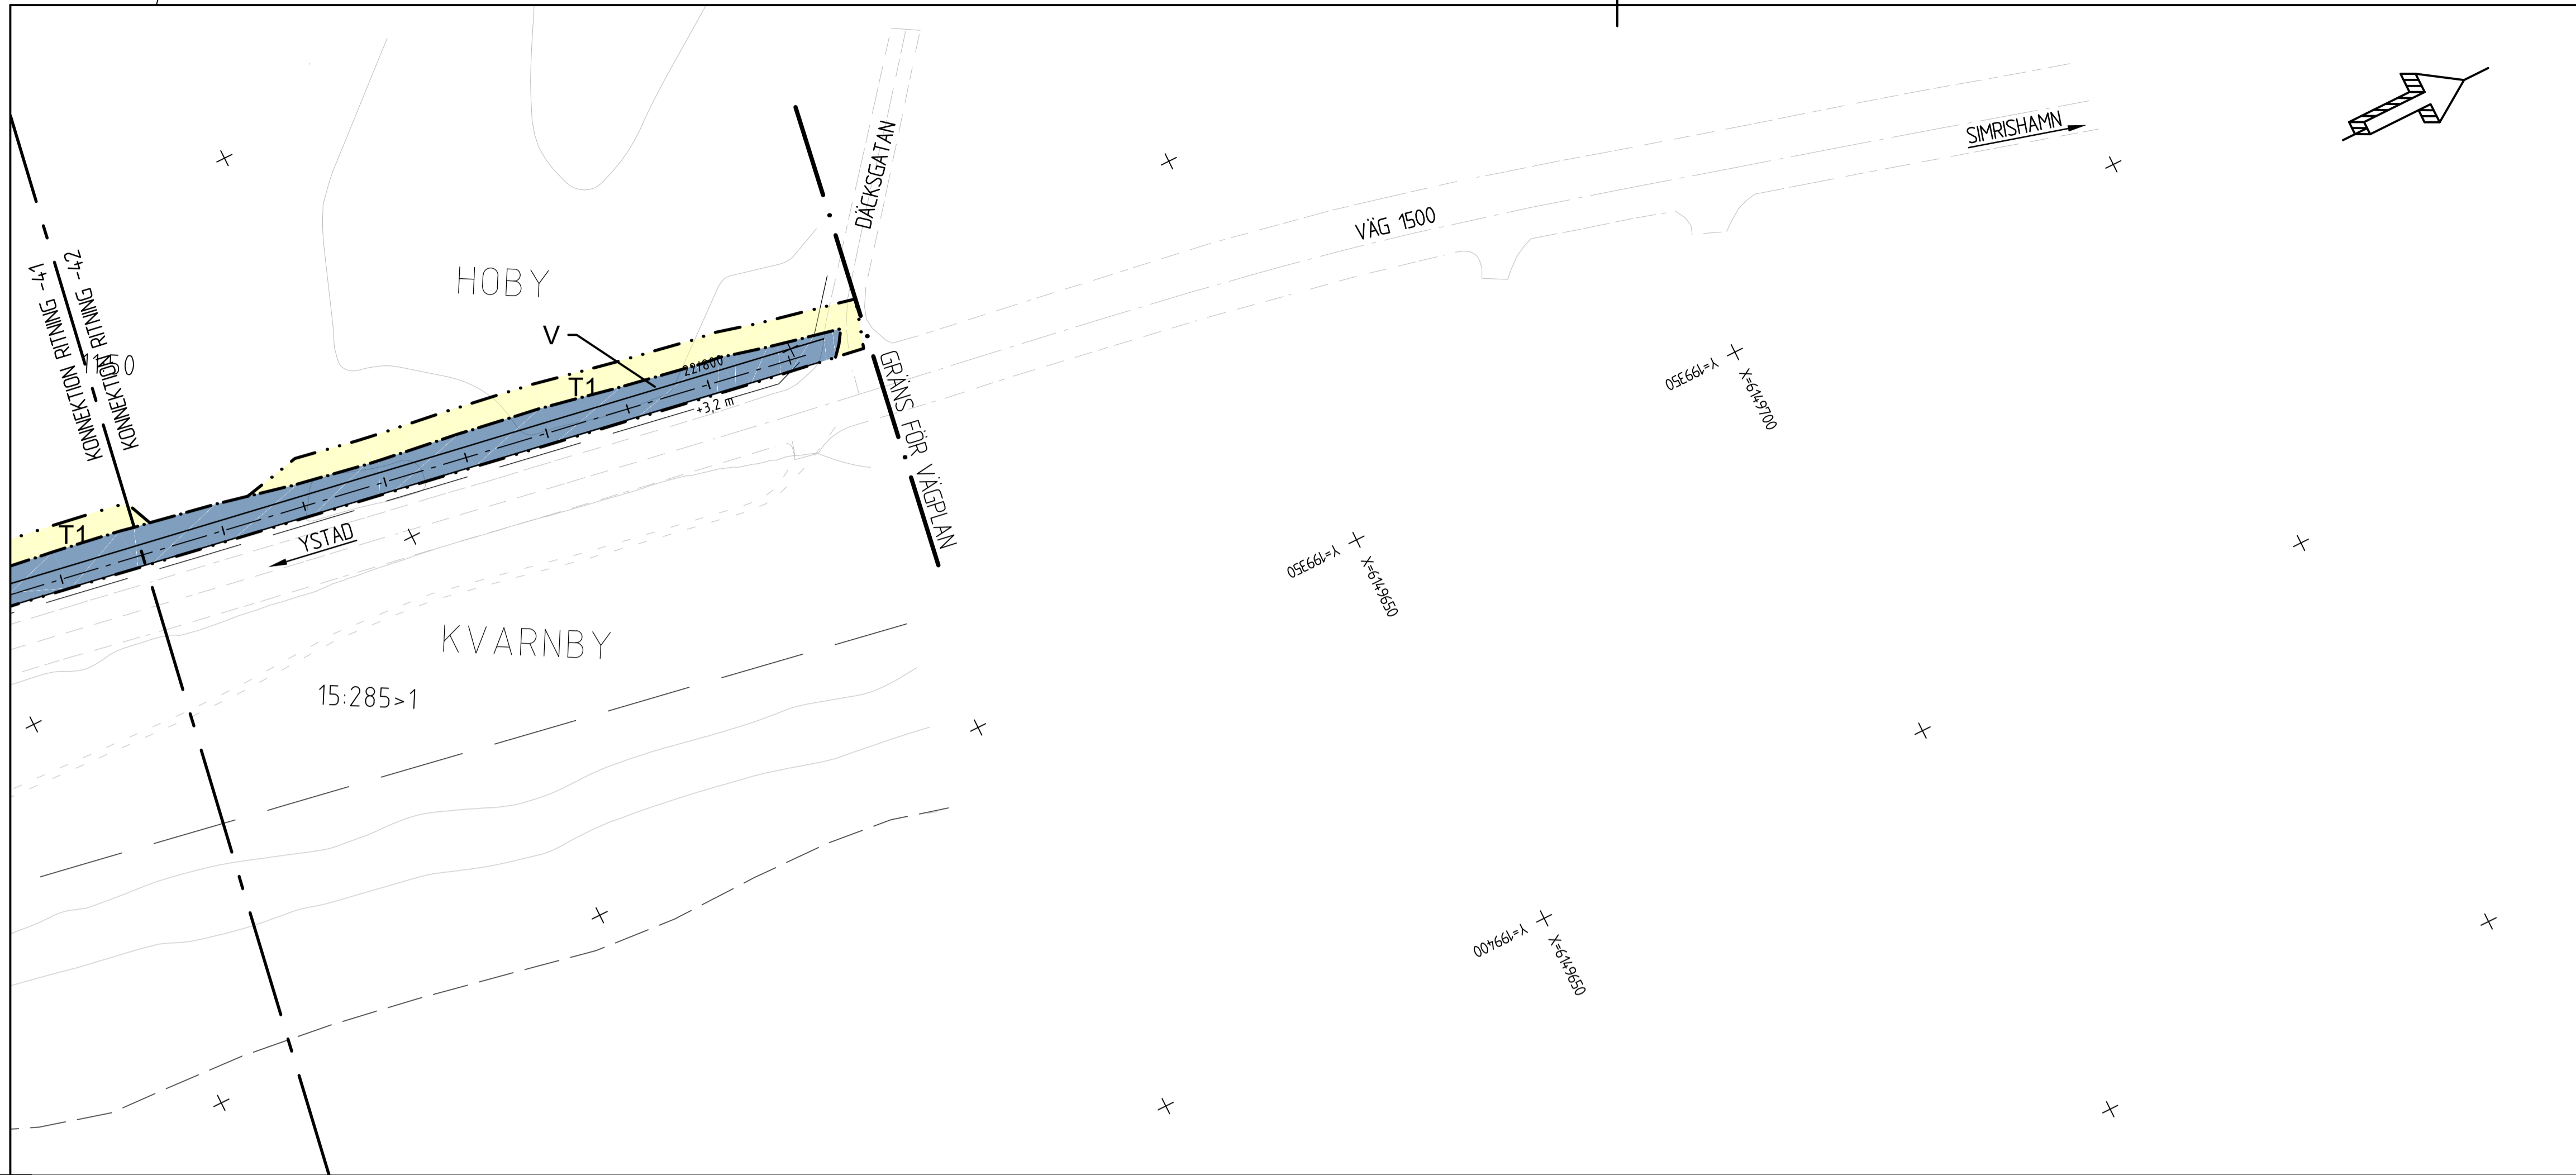 SIMRISHAMN
DÄCKSGATAN
VÄG 1500
KONNEKTION RITNING -41
KONNEKTION RITNING -42
HOBY
V
1160
T1
22/800
+3,2 m
GRÄNS FÖR VÄGPLAN
Y=199350
X=6149700
T1
YSTAD
Y=199350
X=6149650
KVARNBY
15:285>1
Y=199400
X=6149650